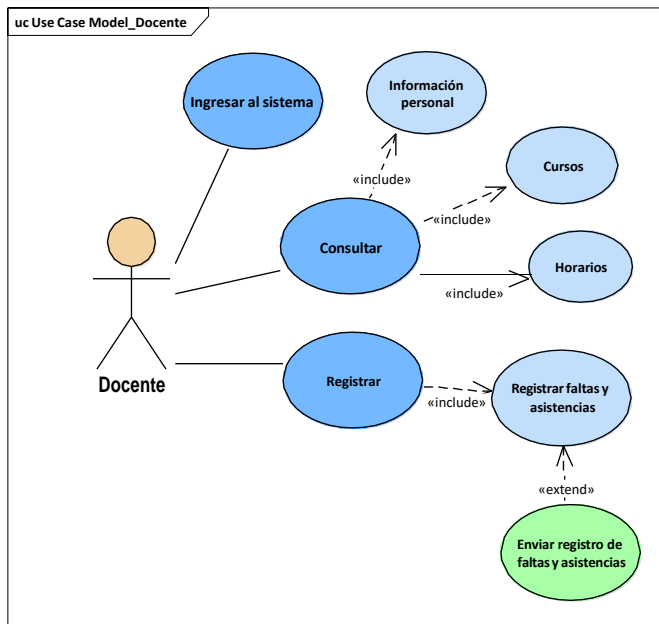 uc Use Case Model_Docente
Ingresar al sistema
Información
personal
«include»
Cursos
«include»
Consultar
Horarios
«include»
Docente
Registrar
«include»
Registrar faltas y
asistencias
«extend»
Enviar registro de
faltas y asistencias